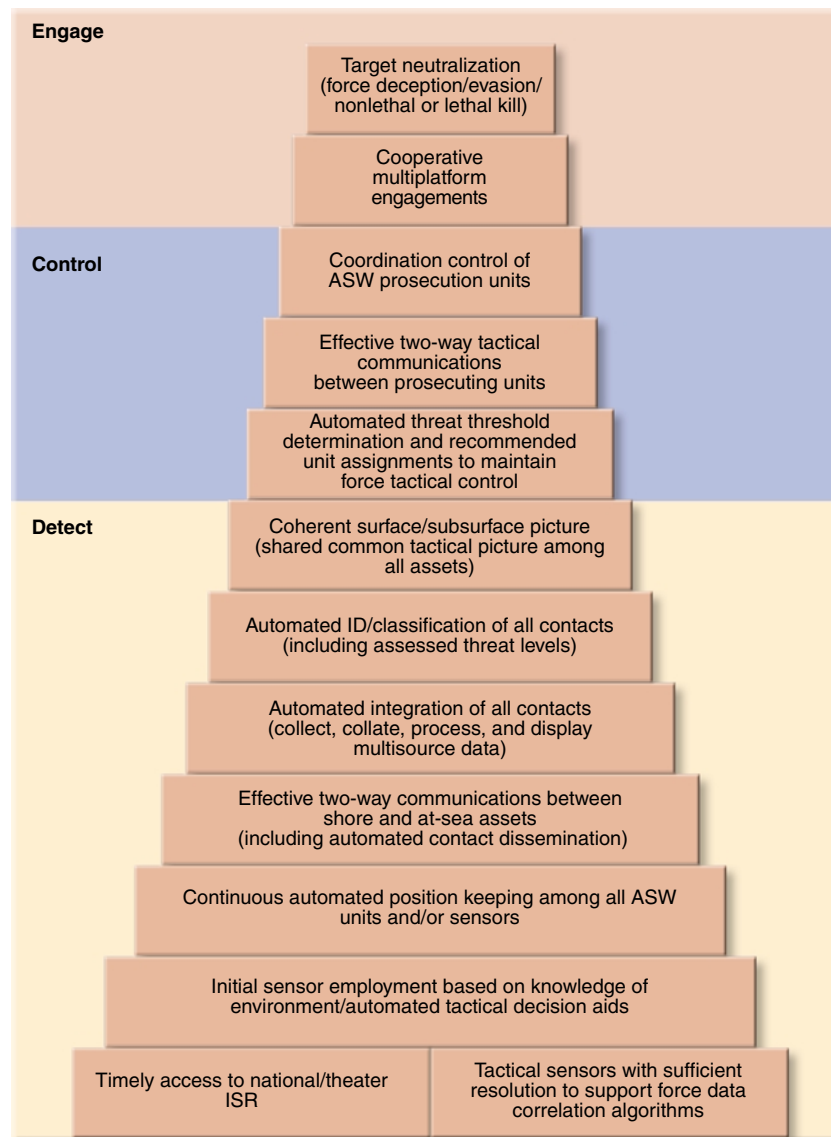 Engage
Target neutralization
(force deception/evasion/
nonlethal or lethal kill)
Cooperative
multiplatform
engagements
Control
Coordination control of
ASW prosecution units
Effective two-way tactical
communications
between prosecuting units
Automated threat threshold
determination and recommended
unit assignments to maintain
force tactical control
Detect
Coherent surface/subsurface picture
(shared common tactical picture among
all assets)
Automated ID/classification of all contacts
(including assessed threat levels)
Automated integration of all contacts
(collect, collate, process, and display
multisource data)
Effective two-way communications between
shore and at-sea assets
(including automated contact dissemination)
Continuous automated position keeping among all ASW
units and/or sensors
Initial sensor employment based on knowledge of
environment/automated tactical decision aids
Timely access to national/theater
ISR
Tactical sensors with sufficient
resolution to support force data
correlation algorithms